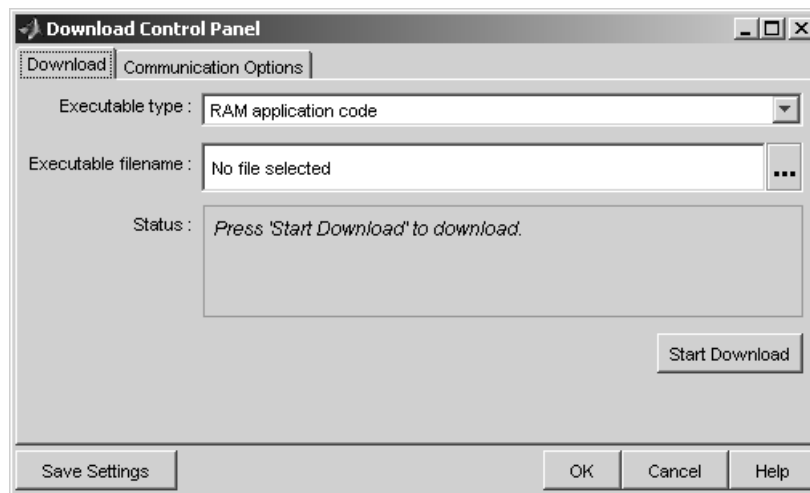 Download Control Panel
Download Communication Options
Executable type : RAM application code
Executable filename : No file selected ...
Status : Press 'Start Download' to download.
Start Download
Save Settings OK Cancel Help